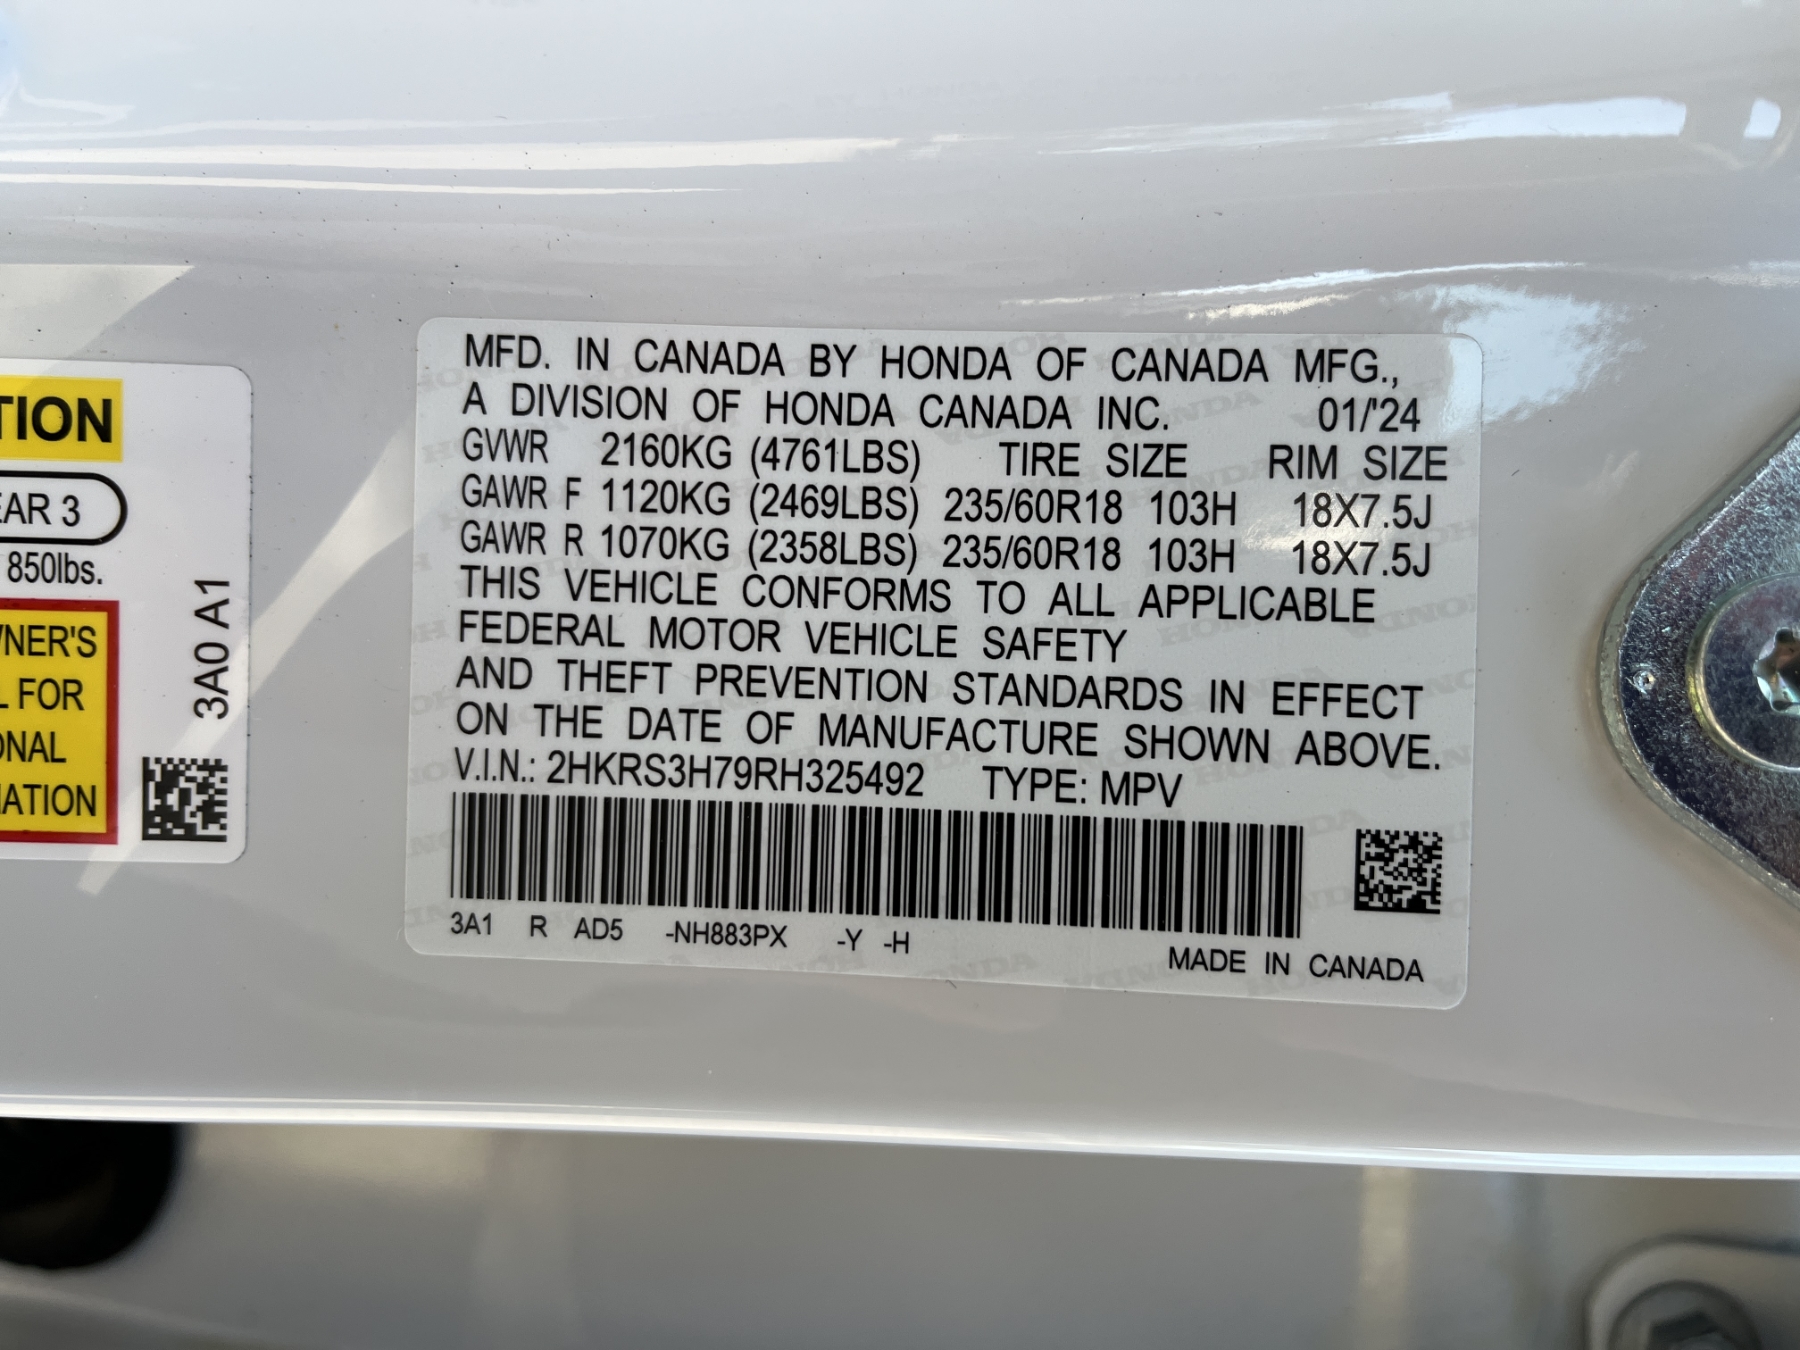 TION
EAR 3
850lbs.
WNER'S
L FOR
ONAL
MATION
3A0 A1
MFD. IN CANADA BY HONDA OF CANADA MFG.,
A DIVISION OF HONDA CANADA INC. 01/'24
GVWR 2160KG (4761LBS) TIRE SIZE RIM SIZE
GAWR F 1120KG (2469LBS) 235/60R18 103H 18X7.5J
GAWR R 1070KG (2358LBS) 235/60R18 103H 18X7.5J
THIS VEHICLE CONFORMS TO ALL APPLICABLE
FEDERAL MOTOR VEHICLE SAFETY
AND THEFT PREVENTION STANDARDS IN EFFECT
ON THE DATE OF MANUFACTURE SHOWN ABOVE.
V.I.N.: 2HKRS3H79RH325492 TYPE: MPV
3A1 R AD5 -NH883PX -Y -H
MADE IN CANADA